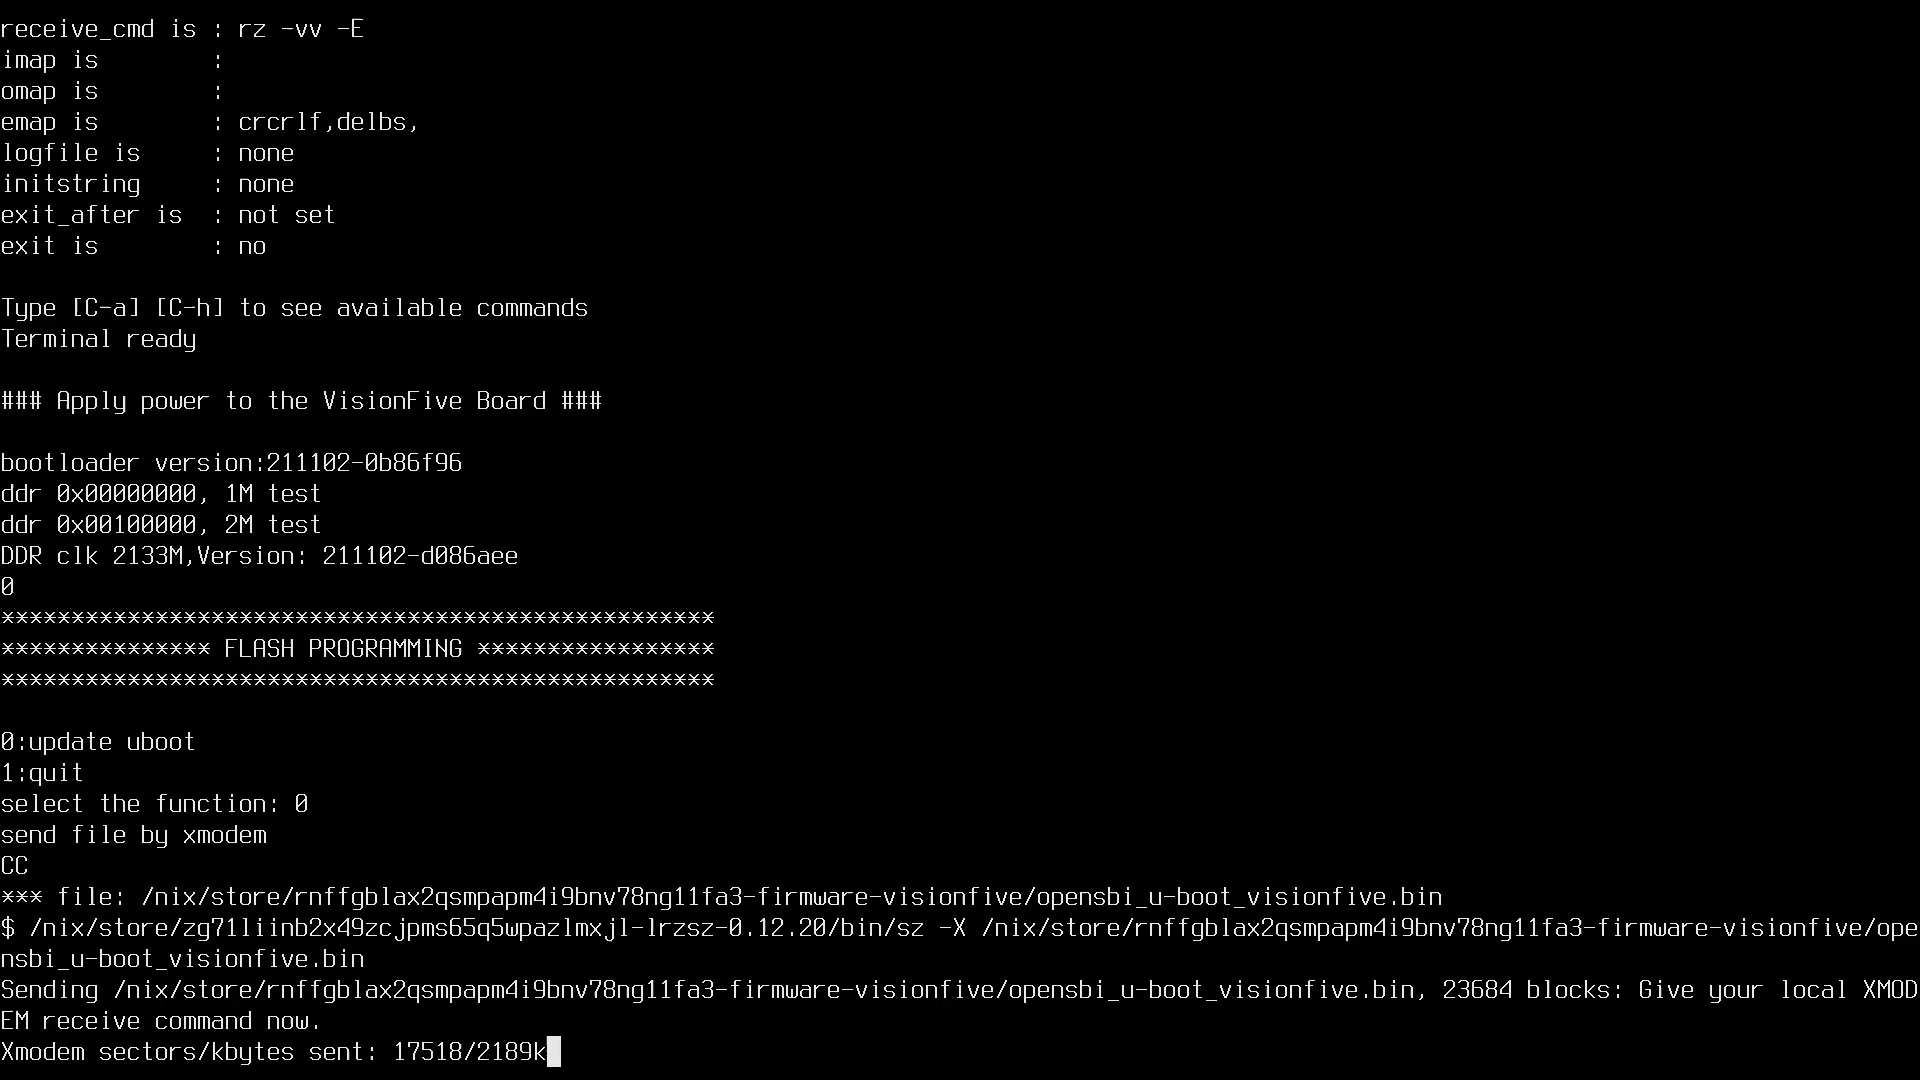 receive_cmd is : rz -vv -E
imap is        :
omap is        :
emap is        : crcrlf,delbs,
logfile is     : none
initstring     : none
exit_after is  : not set
exit is        : no

Type [C-a] [C-h] to see available commands
Terminal ready

### Apply power to the VisionFive Board ###

bootloader version:211102-0b86f96
ddr 0x00000000, 1M test
ddr 0x00100000, 2M test
DDR clk 2133M,Version: 211102-d086aee
0
***************************************************
*************** FLASH PROGRAMMING *****************
***************************************************

0:update uboot
1:quit
select the function: 0
send file by xmodem
CC
*** file: /nix/store/rnffgblax2qsmpapm4i9bnv78ng11fa3-firmware-visionfive/opensbi_u-boot_visionfive.bin
$ /nix/store/zg71liinb2x49zcjpms65q5wpazlmxjl-lrzsz-0.12.20/bin/sz -X /nix/store/rnffgblax2qsmpapm4i9bnv78ng11fa3-firmware-visionfive/ope
nsbi_u-boot_visionfive.bin
Sending /nix/store/rnffgblax2qsmpapm4i9bnv78ng11fa3-firmware-visionfive/opensbi_u-boot_visionfive.bin, 23684 blocks: Give your local XMOD
EM receive command now.
Xmodem sectors/kbytes sent: 17518/2189k